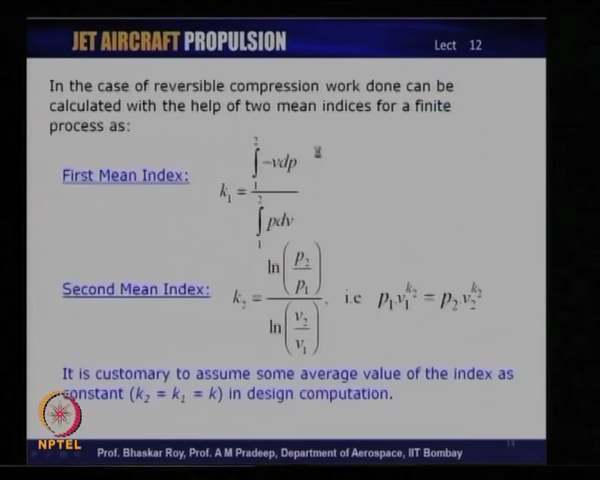 JET AIRCRAFT PROPULSION
Lect 12
In the case of reversible compression work done can be
calculated with the help of two mean indices for a finite
process as:
First Mean Index: k₁ = ∫₁² -vdp / ∫₁² pdv
Second Mean Index: k₂ = ln(p₂/p₁) / ln(v₂/v₁), i.e p₁.v₁^k₂ = p₂.v₂^k₂
It is customary to assume some average value of the index as
constant (k₂ = k₁ = k) in design computation.
NPTEL
Prof. Bhaskar Roy, Prof. A M Pradeep, Department of Aerospace, IIT Bombay